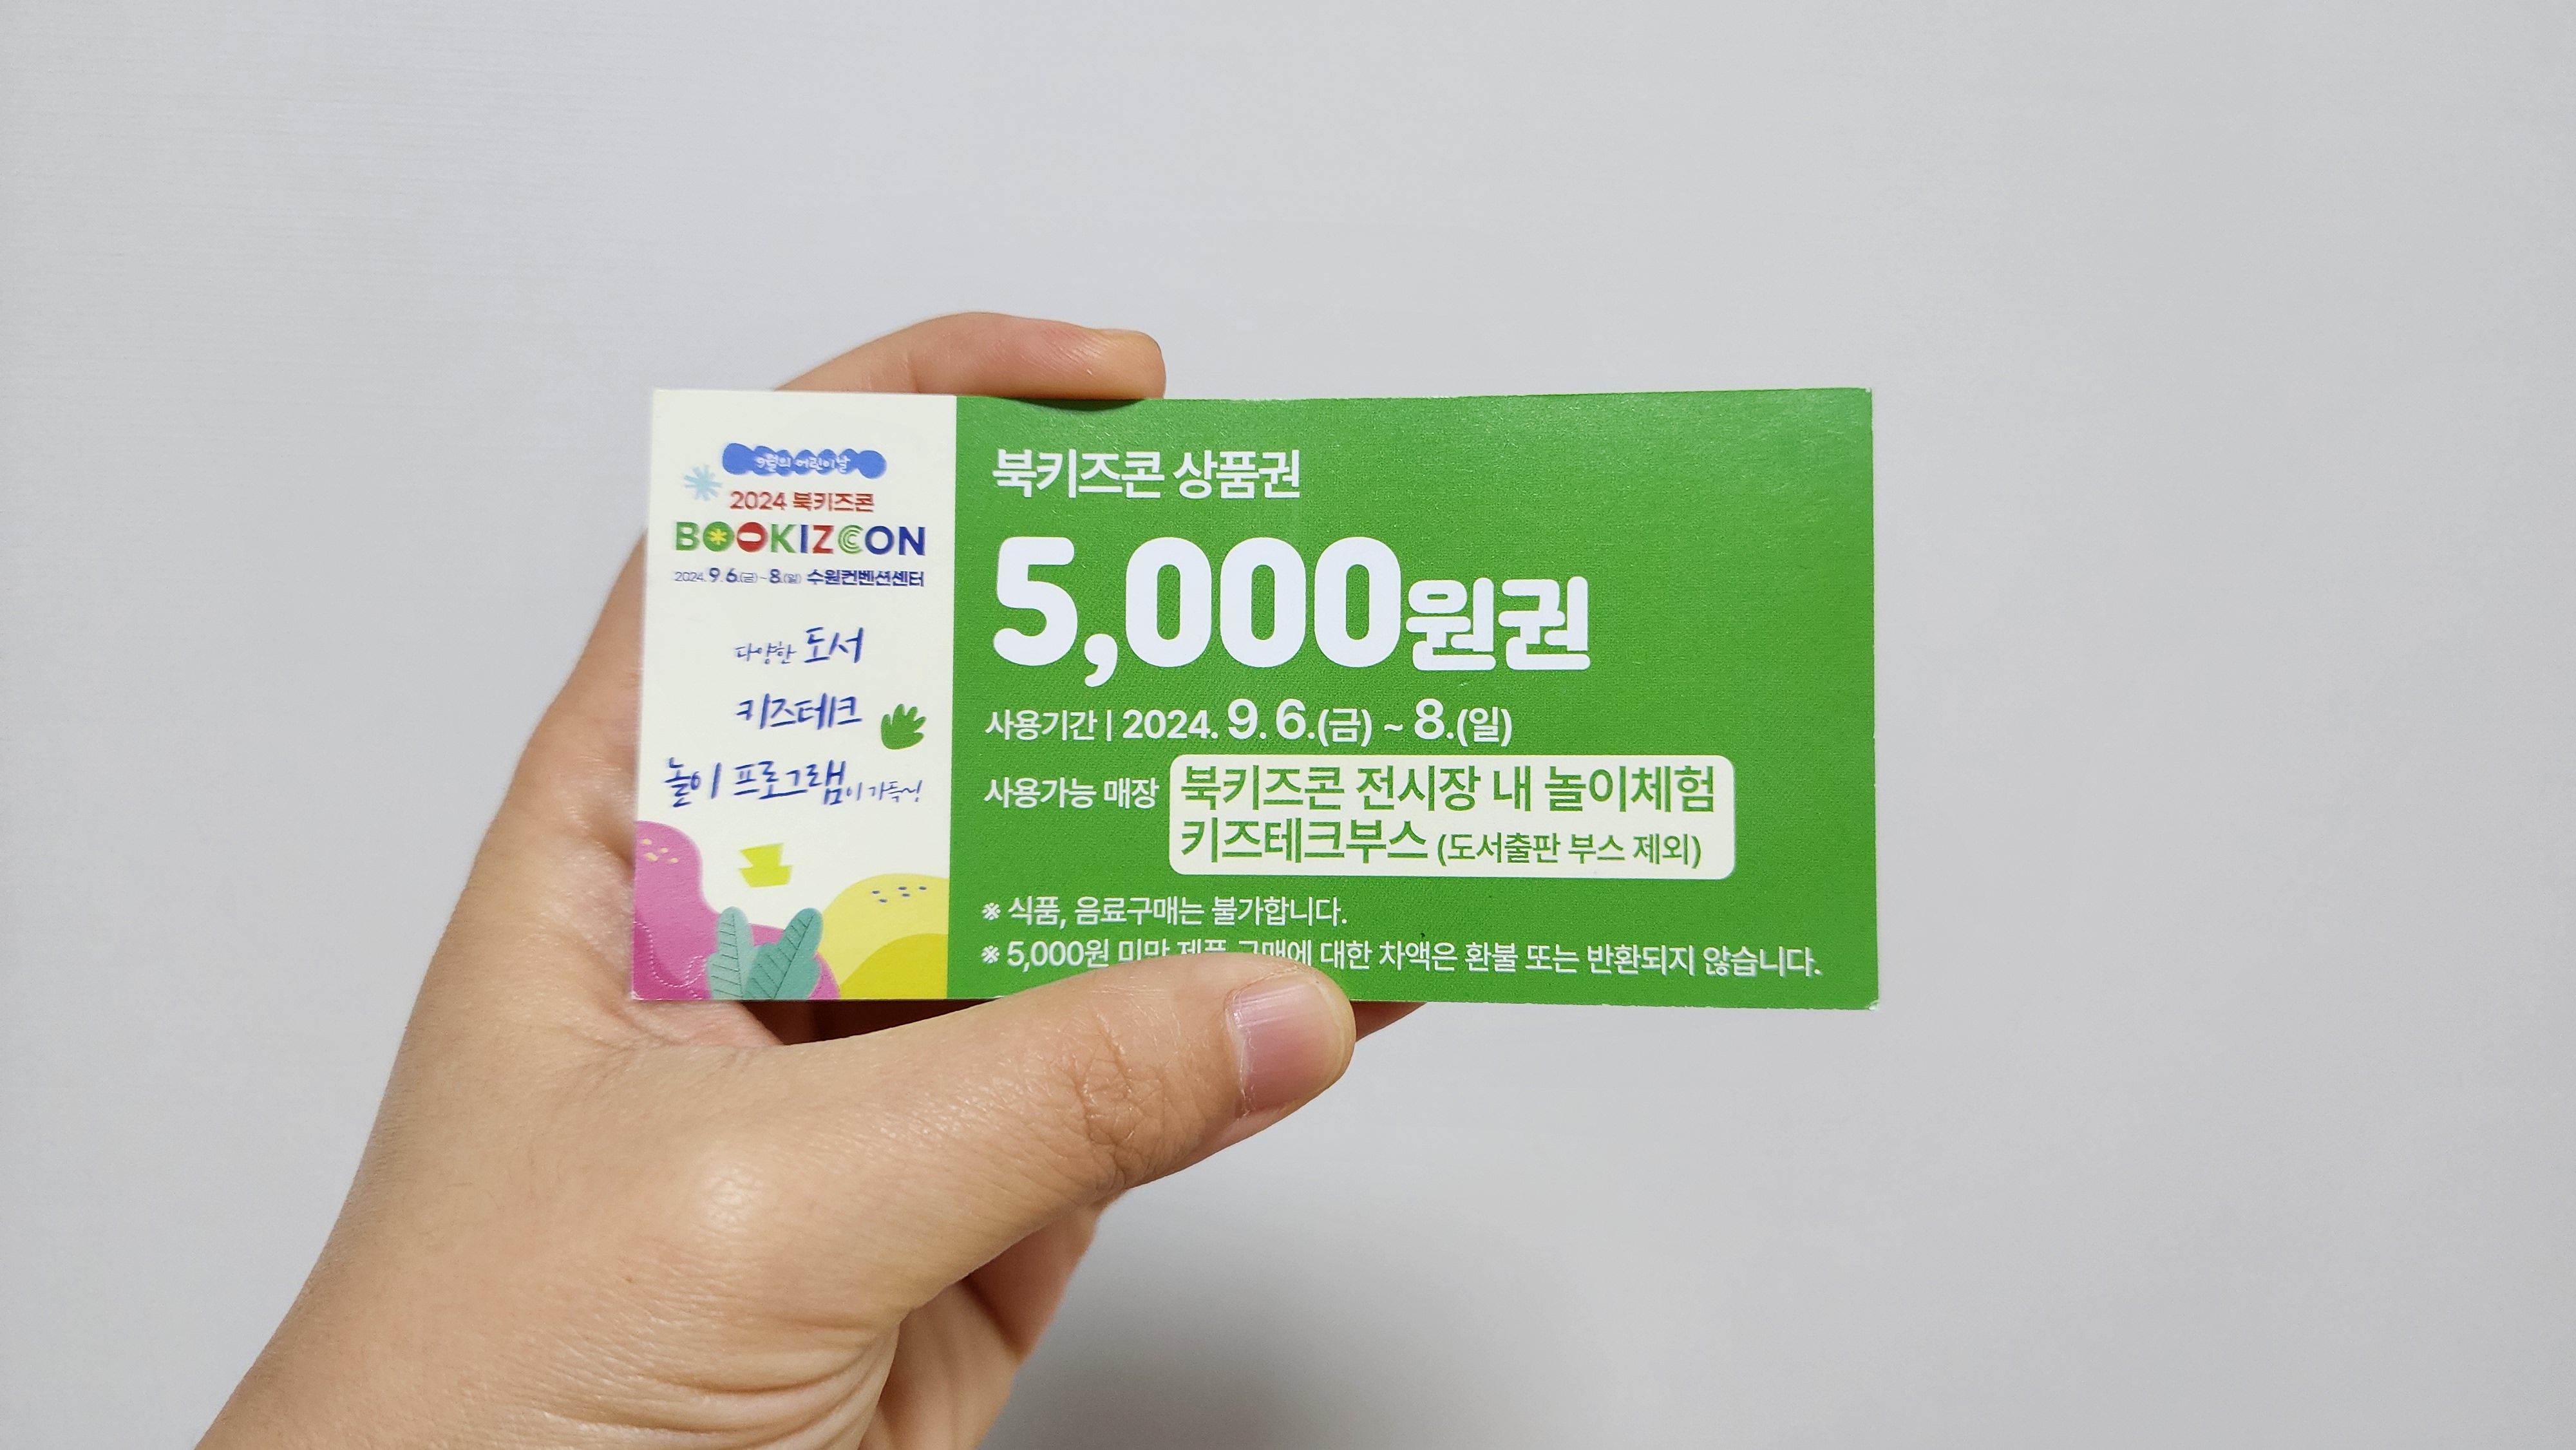 9월의 어린이날
2024 북키즈콘
BOOKIZCON
2024. 9. 6.(금) ~ 8.(일) 수원컨벤션센터
다양한 도서
키즈테크
놀이 프로그램이 가득~!
북키즈콘 상품권
5,000원권
사용기간 | 2024. 9. 6.(금) ~ 8.(일)
사용가능 매장 북키즈콘 전시장 내 놀이체험
키즈테크부스 (도서출판 부스 제외)
※ 식품, 음료구매는 불가합니다.
※ 5,000원 미만 제품 구매에 대한 차액은 환불 또는 반환되지 않습니다.